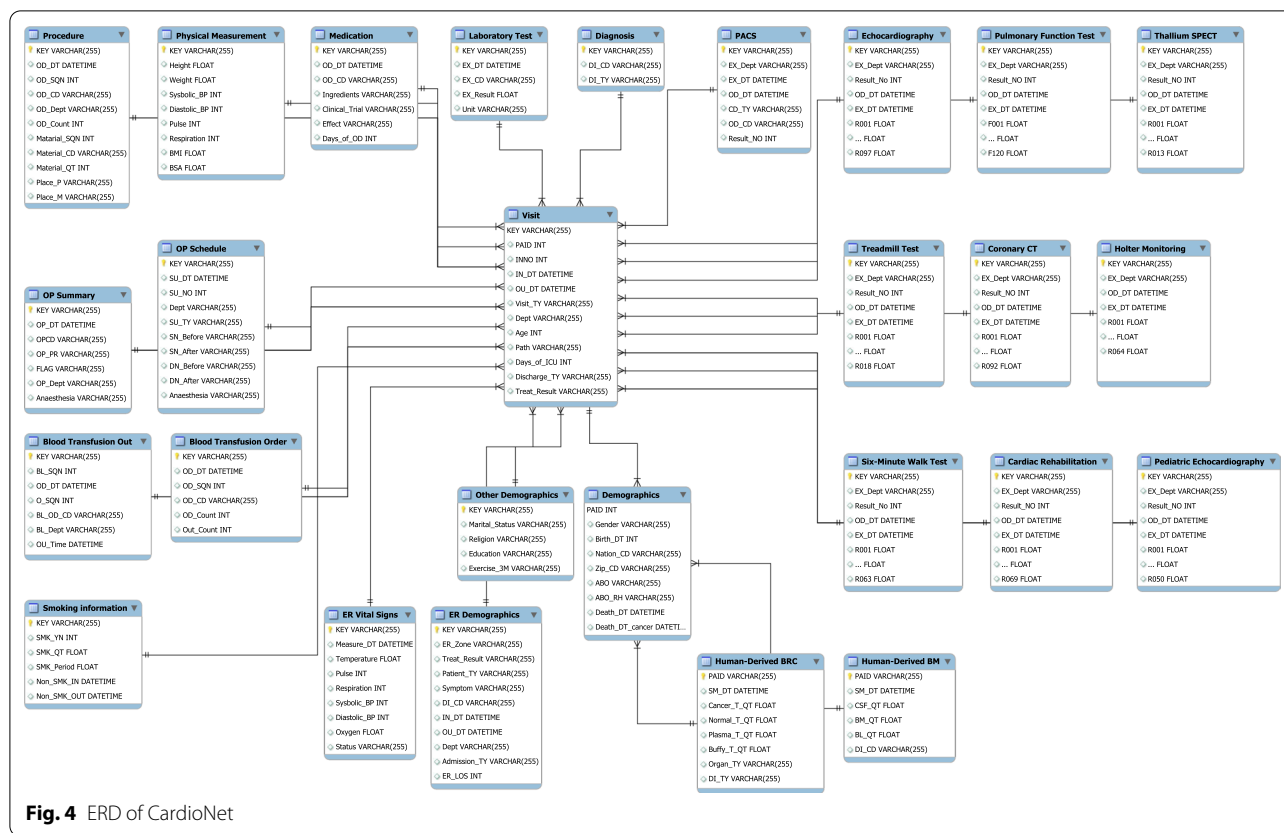 Procedure
KEY VARCHAR(255)
OD_DT DATETIME
OD_SQN INT
OD_CD VARCHAR(255)
OD_Dept VARCHAR(255)
OD_Count INT
Matarial_SQN INT
Material_CD VARCHAR(255)
Material_QT INT
Place_P VARCHAR(255)
Place_M VARCHAR(255)
Physical Measurement
KEY VARCHAR(255)
Height FLOAT
Weight FLOAT
Sysbolic_BP INT
Diastolic_BP INT
Pulse INT
Respiration INT
BMI FLOAT
BSA FLOAT
Medication
KEY VARCHAR(255)
OD_DT DATETIME
OD_CD VARCHAR(255)
Ingredients VARCHAR(255)
Clinical_Trial VARCHAR(255)
Effect VARCHAR(255)
Days_of_OD INT
Laboratory Test
KEY VARCHAR(255)
EX_DT DATETIME
EX_CD VARCHAR(255)
EX_Result FLOAT
Unit VARCHAR(255)
Diagnosis
KEY VARCHAR(255)
DI_CD VARCHAR(255)
DI_TY VARCHAR(255)
PACS
KEY VARCHAR(255)
EX_Dept VARCHAR(255)
EX_DT DATETIME
OD_DT DATETIME
CD_TY VARCHAR(255)
OD_CD VARCHAR(255)
Result_NO INT
Echocardiography
KEY VARCHAR(255)
EX_Dept VARCHAR(255)
Result_No INT
OD_DT DATETIME
EX_DT DATETIME
R001 FLOAT
... FLOAT
R097 FLOAT
Pulmonary Function Test
KEY VARCHAR(255)
EX_Dept VARCHAR(255)
Result_NO INT
OD_DT DATETIME
EX_DT DATETIME
F001 FLOAT
... FLOAT
F120 FLOAT
Thallium SPECT
KEY VARCHAR(255)
EX_Dept VARCHAR(255)
Result_NO INT
OD_DT DATETIME
EX_DT DATETIME
R001 FLOAT
... FLOAT
R013 FLOAT
Visit
KEY VARCHAR(255)
PAID INT
INNO INT
IN_DT DATETIME
OU_DT DATETIME
Visit_TY VARCHAR(255)
Dept VARCHAR(255)
Age INT
Path VARCHAR(255)
Days_of_ICU INT
Discharge_TY VARCHAR(255)
Treat_Result VARCHAR(255)
OP Schedule
KEY VARCHAR(255)
SU_DT DATETIME
SU_NO INT
Dept VARCHAR(255)
SU_TY VARCHAR(255)
SN_Before VARCHAR(255)
SN_After VARCHAR(255)
DN_Before VARCHAR(255)
DN_After VARCHAR(255)
Anaesthesia VARCHAR(255)
OP Summary
KEY VARCHAR(255)
OP_DT DATETIME
OPCD VARCHAR(255)
OP_PR VARCHAR(255)
FLAG VARCHAR(255)
OP_Dept VARCHAR(255)
Anaesthesia VARCHAR(255)
Treadmill Test
KEY VARCHAR(255)
EX_Dept VARCHAR(255)
Result_NO INT
OD_DT DATETIME
EX_DT DATETIME
R001 FLOAT
... FLOAT
R018 FLOAT
Coronary CT
KEY VARCHAR(255)
EX_Dept VARCHAR(255)
Result_NO INT
OD_DT DATETIME
EX_DT DATETIME
R001 FLOAT
... FLOAT
R092 FLOAT
Holter Monitoring
KEY VARCHAR(255)
EX_Dept VARCHAR(255)
OD_DT DATETIME
EX_DT DATETIME
R001 FLOAT
... FLOAT
R064 FLOAT
Blood Transfusion Out
KEY VARCHAR(255)
BL_SQN INT
OD_DT DATETIME
O_SQN INT
BL_OD_CD VARCHAR(255)
BL_Dept VARCHAR(255)
OU_Time DATETIME
Blood Transfusion Order
KEY VARCHAR(255)
OD_DT DATETIME
OD_SQN INT
OD_CD VARCHAR(255)
OD_Count INT
Out_Count INT
Other Demographics
KEY VARCHAR(255)
Marital_Status VARCHAR(255)
Religion VARCHAR(255)
Education VARCHAR(255)
Exercise_3M VARCHAR(255)
Demographics
PAID INT
Gender VARCHAR(255)
Birth_DT INT
Nation_CD VARCHAR(255)
Zip_CD VARCHAR(255)
ABO VARCHAR(255)
ABO_RH VARCHAR(255)
Death_DT DATETIME
Death_DT_cancer DATETI...
Six-Minute Walk Test
KEY VARCHAR(255)
EX_Dept VARCHAR(255)
Result_No INT
OD_DT DATETIME
EX_DT DATETIME
R001 FLOAT
... FLOAT
R063 FLOAT
Cardiac Rehabilitation
KEY VARCHAR(255)
EX_Dept VARCHAR(255)
Result_NO INT
OD_DT DATETIME
EX_DT DATETIME
R001 FLOAT
... FLOAT
R069 FLOAT
Pediatric Echocardiography
KEY VARCHAR(255)
EX_Dept VARCHAR(255)
Result_NO INT
OD_DT DATETIME
EX_DT DATETIME
R001 FLOAT
... FLOAT
R050 FLOAT
Smoking information
KEY VARCHAR(255)
SMK_YN INT
SMK_QT FLOAT
SMK_Period FLOAT
Non_SMK_IN DATETIME
Non_SMK_OUT DATETIME
ER Vital Signs
KEY VARCHAR(255)
Measure_DT DATETIME
Temperature FLOAT
Pulse INT
Respiration INT
Sysbolic_BP INT
Diastolic_BP INT
Oxygen FLOAT
Status VARCHAR(255)
ER Demographics
KEY VARCHAR(255)
ER_Zone VARCHAR(255)
Treat_Result VARCHAR(255)
Patient_TY VARCHAR(255)
Symptom VARCHAR(255)
DI_CD VARCHAR(255)
IN_DT DATETIME
OU_DT DATETIME
Dept VARCHAR(255)
Admission_TY VARCHAR(255)
ER_LOS INT
Human-Derived BRC
PAID VARCHAR(255)
SM_DT DATETIME
Cancer_T_QT FLOAT
Normal_T_QT FLOAT
Plasma_T_QT FLOAT
Buffy_T_QT FLOAT
Organ_TY VARCHAR(255)
DI_TY VARCHAR(255)
Human-Derived BM
PAID VARCHAR(255)
SM_DT DATETIME
CSF_QT FLOAT
BM_QT FLOAT
BL_QT FLOAT
DI_CD VARCHAR(255)
Fig. 4 ERD of CardioNet